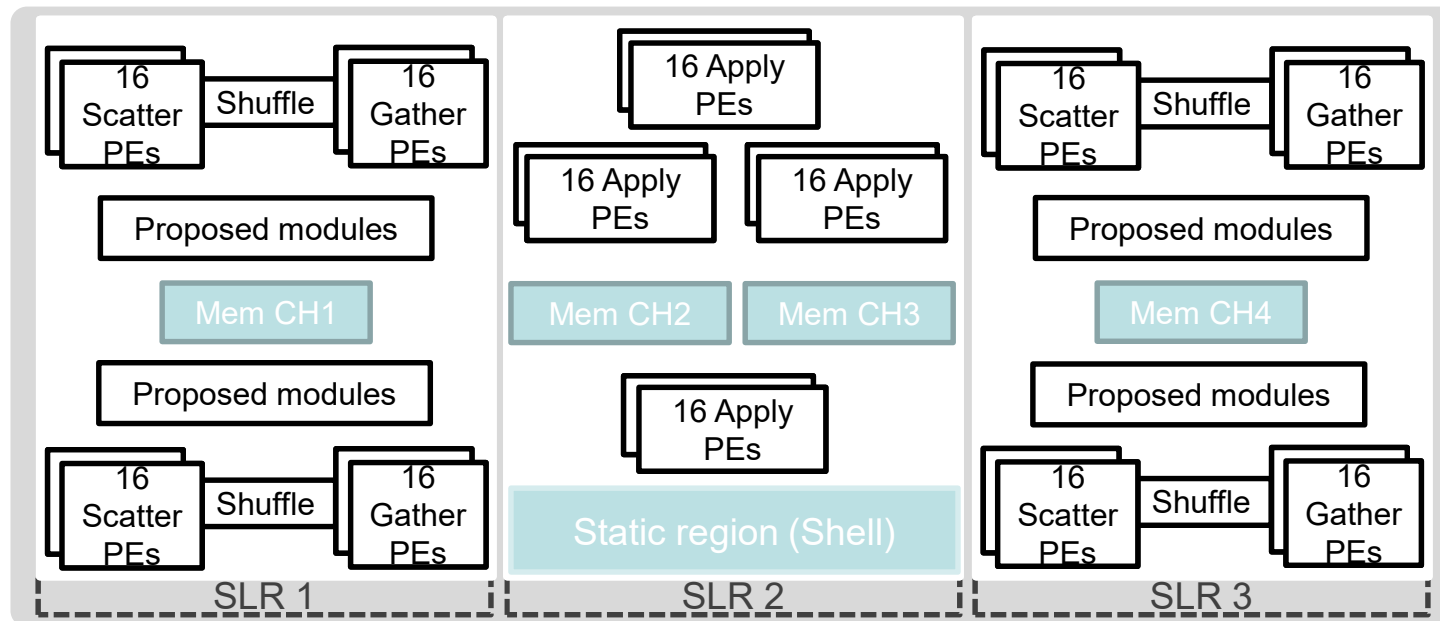 16
Scatter
PEs
Shuffle
16
Gather
PEs
Proposed modules
Mem CH1
Proposed modules
16
Scatter
PEs
Shuffle
16
Gather
PEs
SLR 1
16 Apply
PEs
16 Apply
PEs
16 Apply
PEs
Mem CH2
Mem CH3
16 Apply
PEs
Static region (Shell)
SLR 2
16
Scatter
PEs
Shuffle
16
Gather
PEs
Proposed modules
Mem CH4
Proposed modules
16
Scatter
PEs
Shuffle
16
Gather
PEs
SLR 3